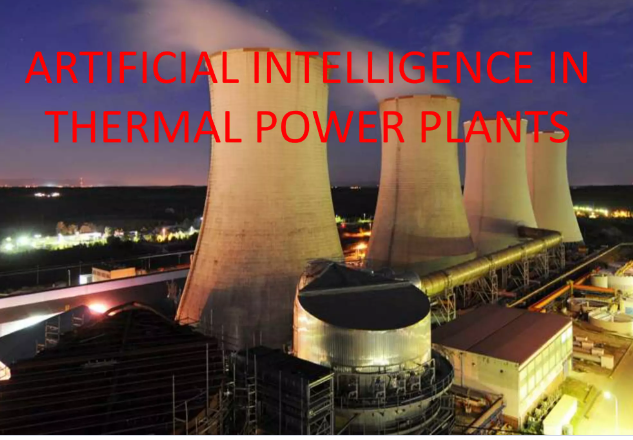 ARTIFICIAL INTELLIGENCE IN
THERMAL POWER PLANTS